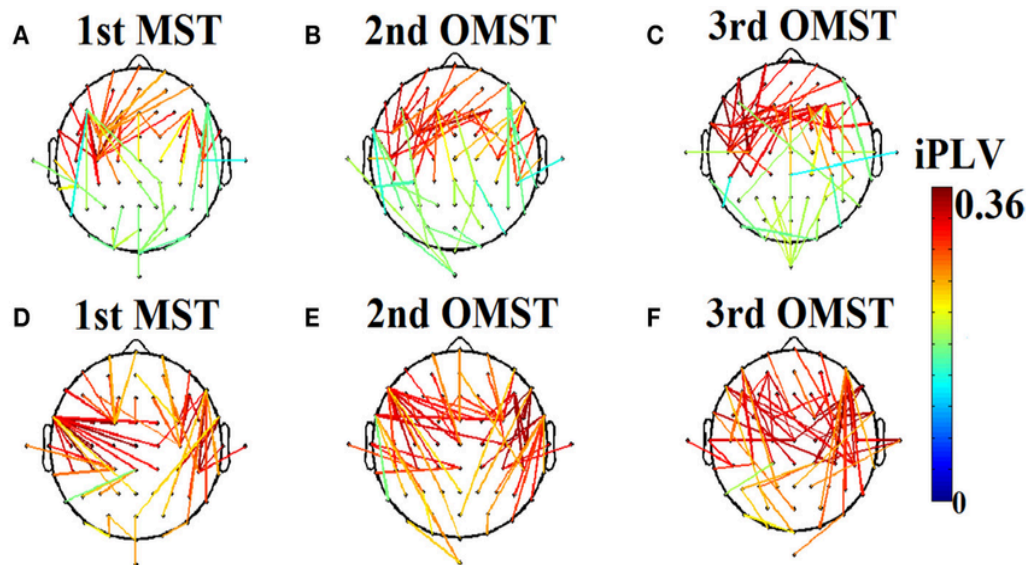 A 1st MST
B 2nd OMST
C 3rd OMST
iPLV
0.36
0
D 1st MST
E 2nd OMST
F 3rd OMST